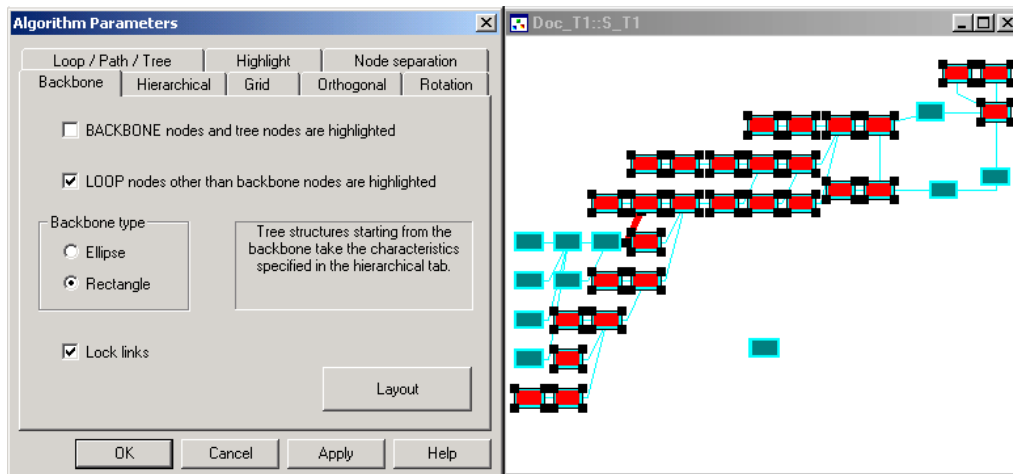 Algorithm Parameters
Doc_T1::S_T1
Loop / Path / Tree
Highlight
Node separation
Backbone
Hierarchical
Grid
Orthogonal
Rotation
BACKBONE nodes and tree nodes are highlighted
LOOP nodes other than backbone nodes are highlighted
Backbone type
Ellipse
Rectangle
Tree structures starting from the
backbone take the characteristics
specified in the hierarchical tab.
Lock links
Layout
OK
Cancel
Apply
Help